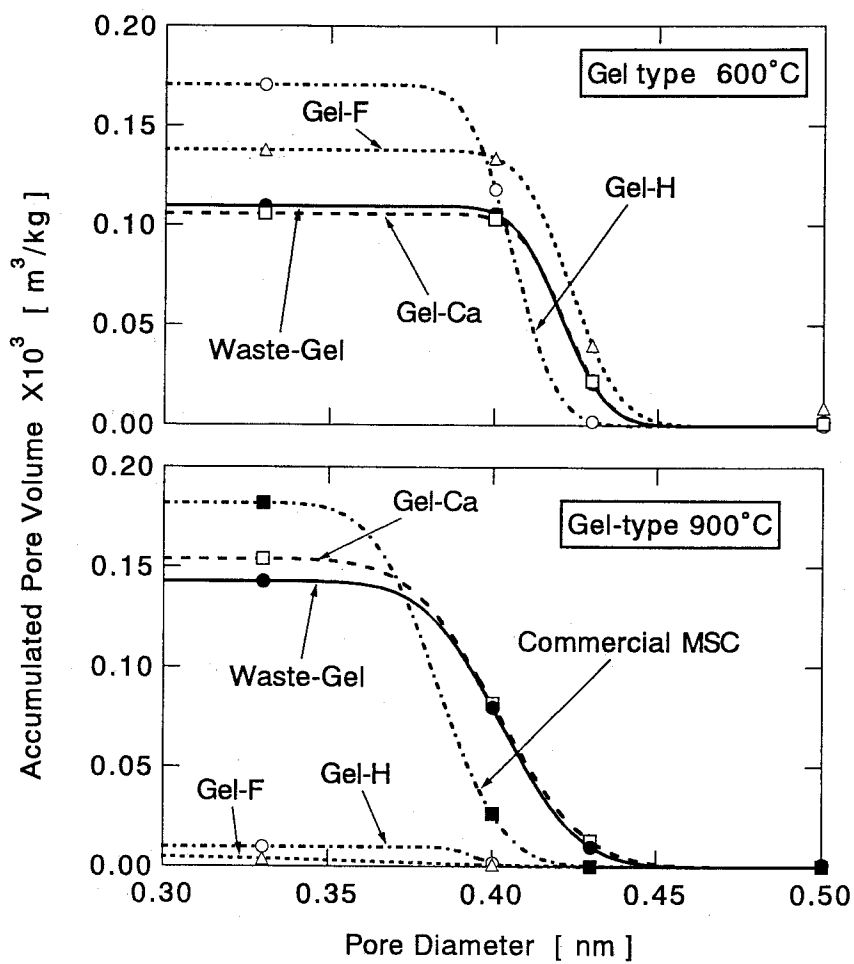 Accumulated Pore Volume X10³ [ m³/kg ]
0.20
0.15
0.10
0.05
0.00
Gel type 600°C
Gel-F
Gel-H
Gel-Ca
Waste-Gel
0.20
0.15
0.10
0.05
0.00
Gel-type 900°C
Gel-Ca
Commercial MSC
Waste-Gel
Gel-H
Gel-F
0.30
0.35
0.40
0.45
0.50
Pore Diameter [ nm ]